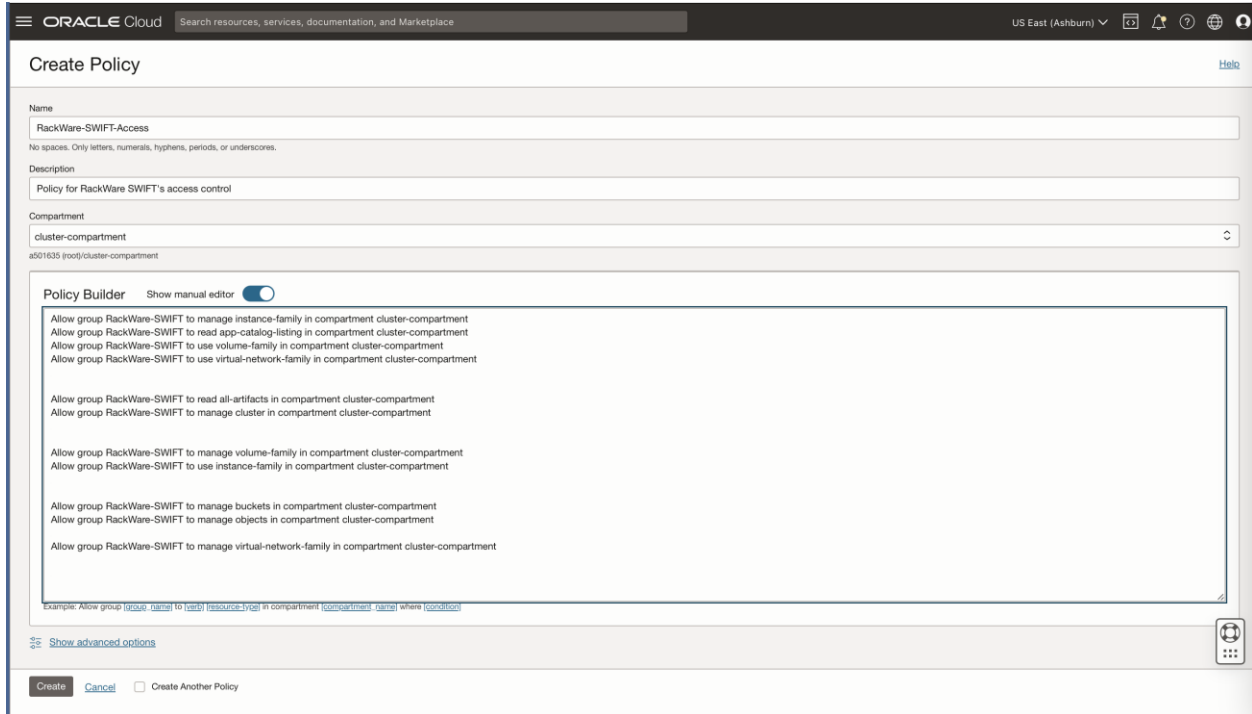 ORACLE Cloud Search resources, services, documentation, and Marketplace US East (Ashburn)
Create Policy Help
Name
RackWare-SWIFT-Access
No spaces. Only letters, numerals, hyphens, periods, or underscores.
Description
Policy for RackWare SWIFT's access control
Compartment
cluster-compartment
a501635 (root)/cluster-compartment
Policy Builder Show manual editor
Allow group RackWare-SWIFT to manage instance-family in compartment cluster-compartment
Allow group RackWare-SWIFT to read app-catalog-listing in compartment cluster-compartment
Allow group RackWare-SWIFT to use volume-family in compartment cluster-compartment
Allow group RackWare-SWIFT to use virtual-network-family in compartment cluster-compartment
Allow group RackWare-SWIFT to read all-artifacts in compartment cluster-compartment
Allow group RackWare-SWIFT to manage cluster in compartment cluster-compartment
Allow group RackWare-SWIFT to manage volume-family in compartment cluster-compartment
Allow group RackWare-SWIFT to use instance-family in compartment cluster-compartment
Allow group RackWare-SWIFT to manage buckets in compartment cluster-compartment
Allow group RackWare-SWIFT to manage objects in compartment cluster-compartment
Allow group RackWare-SWIFT to manage virtual-network-family in compartment cluster-compartment
Example: Allow group [group_name] to [verb] [resource-type] in compartment [compartment_name] where [condition]
Show advanced options
Create Cancel Create Another Policy